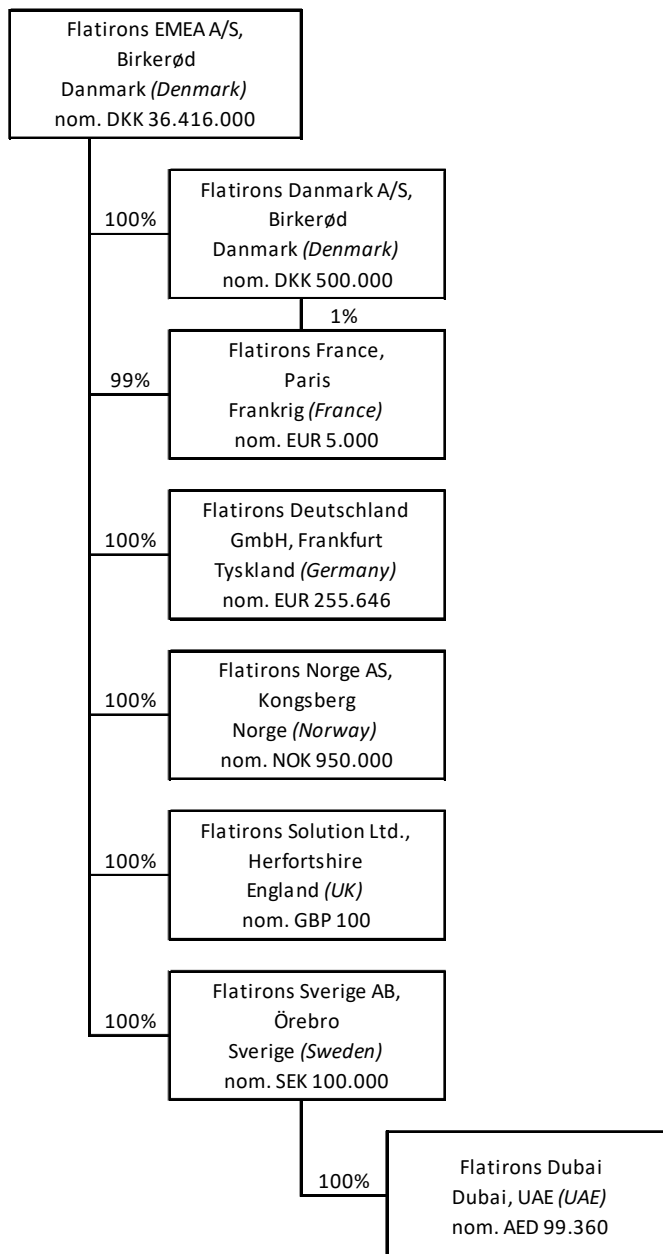 Flatirons EMEA A/S,
Birkerød
Danmark (Denmark)
nom. DKK 36.416.000
100%
Flatirons Danmark A/S,
Birkerød
Danmark (Denmark)
nom. DKK 500.000
1%
99%
Flatirons France,
Paris
Frankrig (France)
nom. EUR 5.000
100%
Flatirons Deutschland
GmbH, Frankfurt
Tyskland (Germany)
nom. EUR 255.646
100%
Flatirons Norge AS,
Kongsberg
Norge (Norway)
nom. NOK 950.000
100%
Flatirons Solution Ltd.,
Herfortshire
England (UK)
nom. GBP 100
100%
Flatirons Sverige AB,
Örebro
Sverige (Sweden)
nom. SEK 100.000
100%
Flatirons Dubai
Dubai, UAE (UAE)
nom. AED 99.360